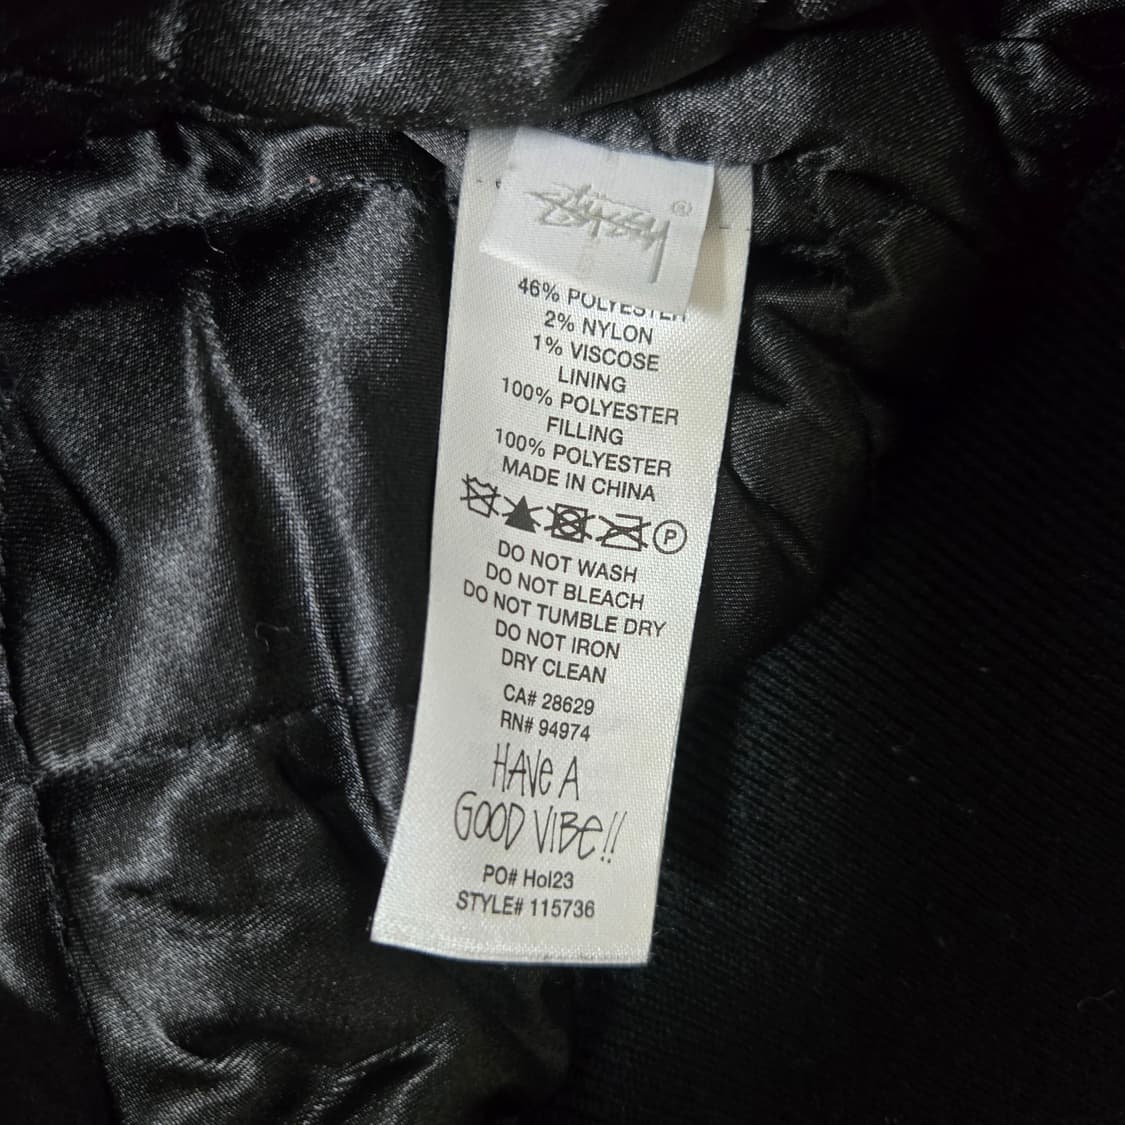 Stüssy ®
46% POLYESTER
2% NYLON
1% VISCOSE
LINING
100% POLYESTER
FILLING
100% POLYESTER
MADE IN CHINA
P
DO NOT WASH
DO NOT BLEACH
DO NOT TUMBLE DRY
DO NOT IRON
DRY CLEAN
CA# 28629
RN# 94974
HAVE A
GOOD VIBE!!
PO# Hol23
STYLE# 115736